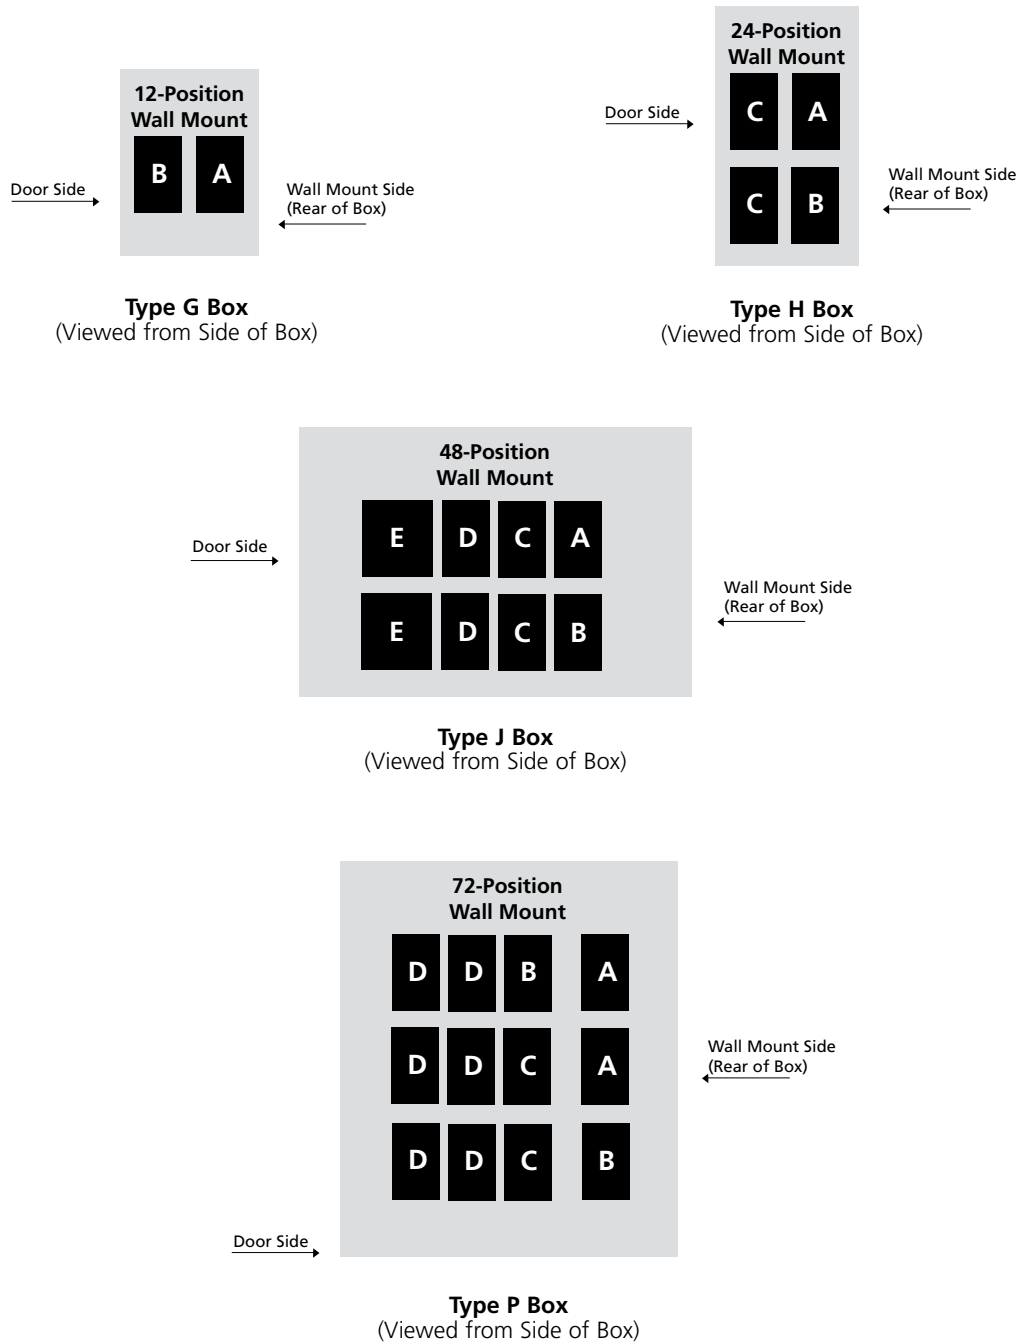 12-Position
Wall Mount
B A
Door Side
Wall Mount Side
(Rear of Box)
Type G Box
(Viewed from Side of Box)
24-Position
Wall Mount
C A
Door Side
C B
Wall Mount Side
(Rear of Box)
Type H Box
(Viewed from Side of Box)
48-Position
Wall Mount
E D C A
Door Side
E D C B
Wall Mount Side
(Rear of Box)
Type J Box
(Viewed from Side of Box)
72-Position
Wall Mount
D D B A
D D C A
Wall Mount Side
(Rear of Box)
D D C B
Door Side
Type P Box
(Viewed from Side of Box)